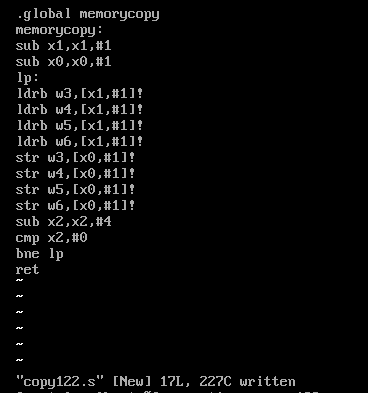 .global memorycopy
memorycopy:
sub x1,x1,#1
sub x0,x0,#1
lp:
ldrb w3,[x1,#1]!
ldrb w4,[x1,#1]!
ldrb w5,[x1,#1]!
ldrb w6,[x1,#1]!
str w3,[x0,#1]!
str w4,[x0,#1]!
str w5,[x0,#1]!
str w6,[x0,#1]!
sub x2,x2,#4
cmp x2,#0
bne lp
ret
~
~
~
~
~
~
"copy122.s" [New] 17L, 227C written